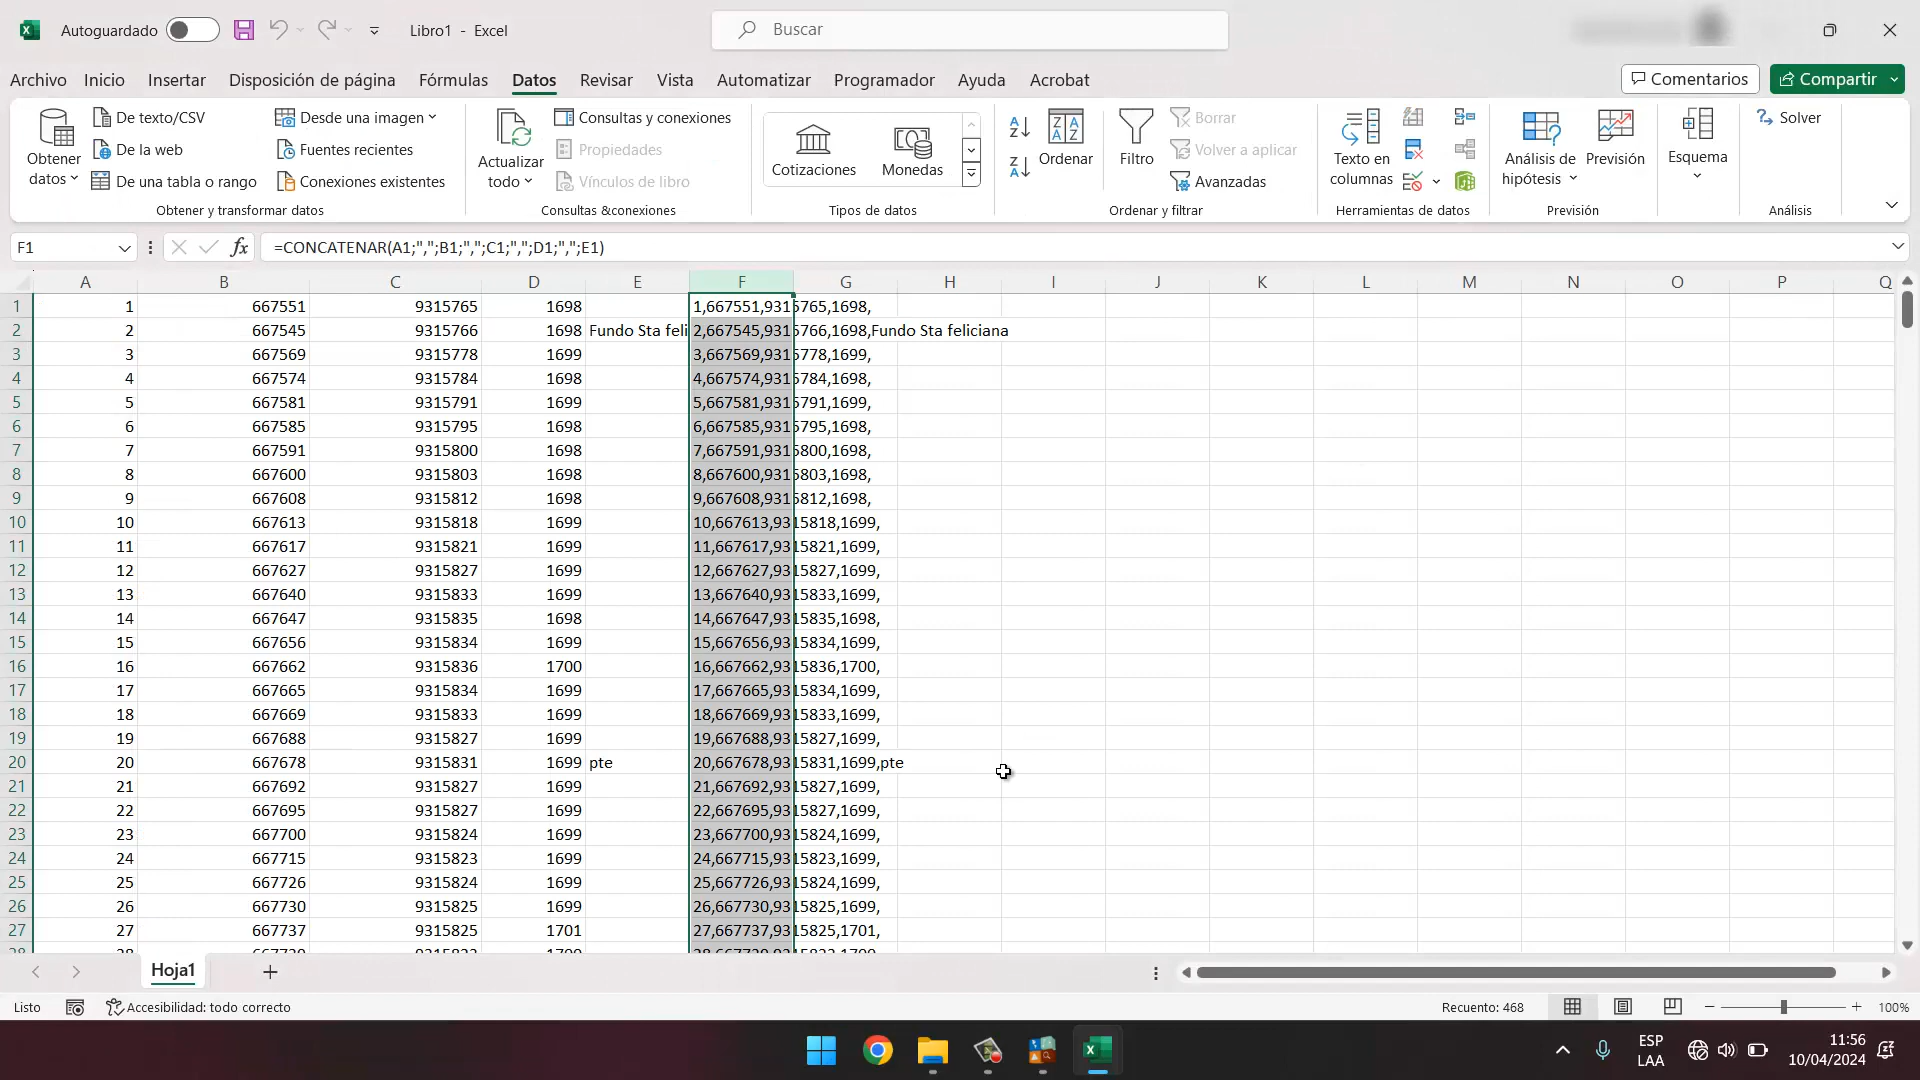 Autoguardado Libro1 - Excel Buscar
Archivo Inicio Insertar Disposición de página Fórmulas Datos Revisar Vista Automatizar Programador Ayuda Acrobat Comentarios Compartir
Obtener datos De texto/CSV De la web De una tabla o rango Desde una imagen Fuentes recientes Conexiones existentes
Actualizar todo Consultas y conexiones Propiedades Vínculos de libro
Cotizaciones Monedas
Ordenar Filtro Borrar Volver a aplicar Avanzadas
Texto en columnas Análisis de hipótesis Previsión Esquema Solver
Obtener y transformar datos Consultas &conexiones Tipos de datos Ordenar y filtrar Herramientas de datos Previsión Análisis
F1 fx =CONCATENAR(A1;",";B1;",";C1;",";D1;",";E1)
A B C D E F G H I J K L M N O P Q
1 1 667551 9315765 1698 1,667551,9315765,1698,
2 2 667545 9315766 1698 Fundo Sta feli 2,667545,9315766,1698,Fundo Sta feliciana
3 3 667569 9315778 1699 3,667569,9315778,1699,
4 4 667574 9315784 1698 4,667574,9315784,1698,
5 5 667581 9315791 1699 5,667581,9315791,1699,
6 6 667585 9315795 1698 6,667585,9315795,1698,
7 7 667591 9315800 1698 7,667591,9315800,1698,
8 8 667600 9315803 1698 8,667600,9315803,1698,
9 9 667608 9315812 1698 9,667608,9315812,1698,
10 10 667613 9315818 1699 10,667613,9315818,1699,
11 11 667617 9315821 1699 11,667617,9315821,1699,
12 12 667627 9315827 1699 12,667627,9315827,1699,
13 13 667640 9315833 1699 13,667640,9315833,1699,
14 14 667647 9315835 1698 14,667647,9315835,1698,
15 15 667656 9315834 1699 15,667656,9315834,1699,
16 16 667662 9315836 1700 16,667662,9315836,1700,
17 17 667665 9315834 1699 17,667665,9315834,1699,
18 18 667669 9315833 1699 18,667669,9315833,1699,
19 19 667688 9315827 1699 19,667688,9315827,1699,
20 20 667678 9315831 1699 pte 20,667678,9315831,1699,pte
21 21 667692 9315827 1699 21,667692,9315827,1699,
22 22 667695 9315827 1699 22,667695,9315827,1699,
23 23 667700 9315824 1699 23,667700,9315824,1699,
24 24 667715 9315823 1699 24,667715,9315823,1699,
25 25 667726 9315824 1699 25,667726,9315824,1699,
26 26 667730 9315825 1699 26,667730,9315825,1699,
27 27 667737 9315825 1701 27,667737,9315825,1701,
Hoja1
Listo Accesibilidad: todo correcto Recuento: 468 100%
ESP LAA 11:56 10/04/2024